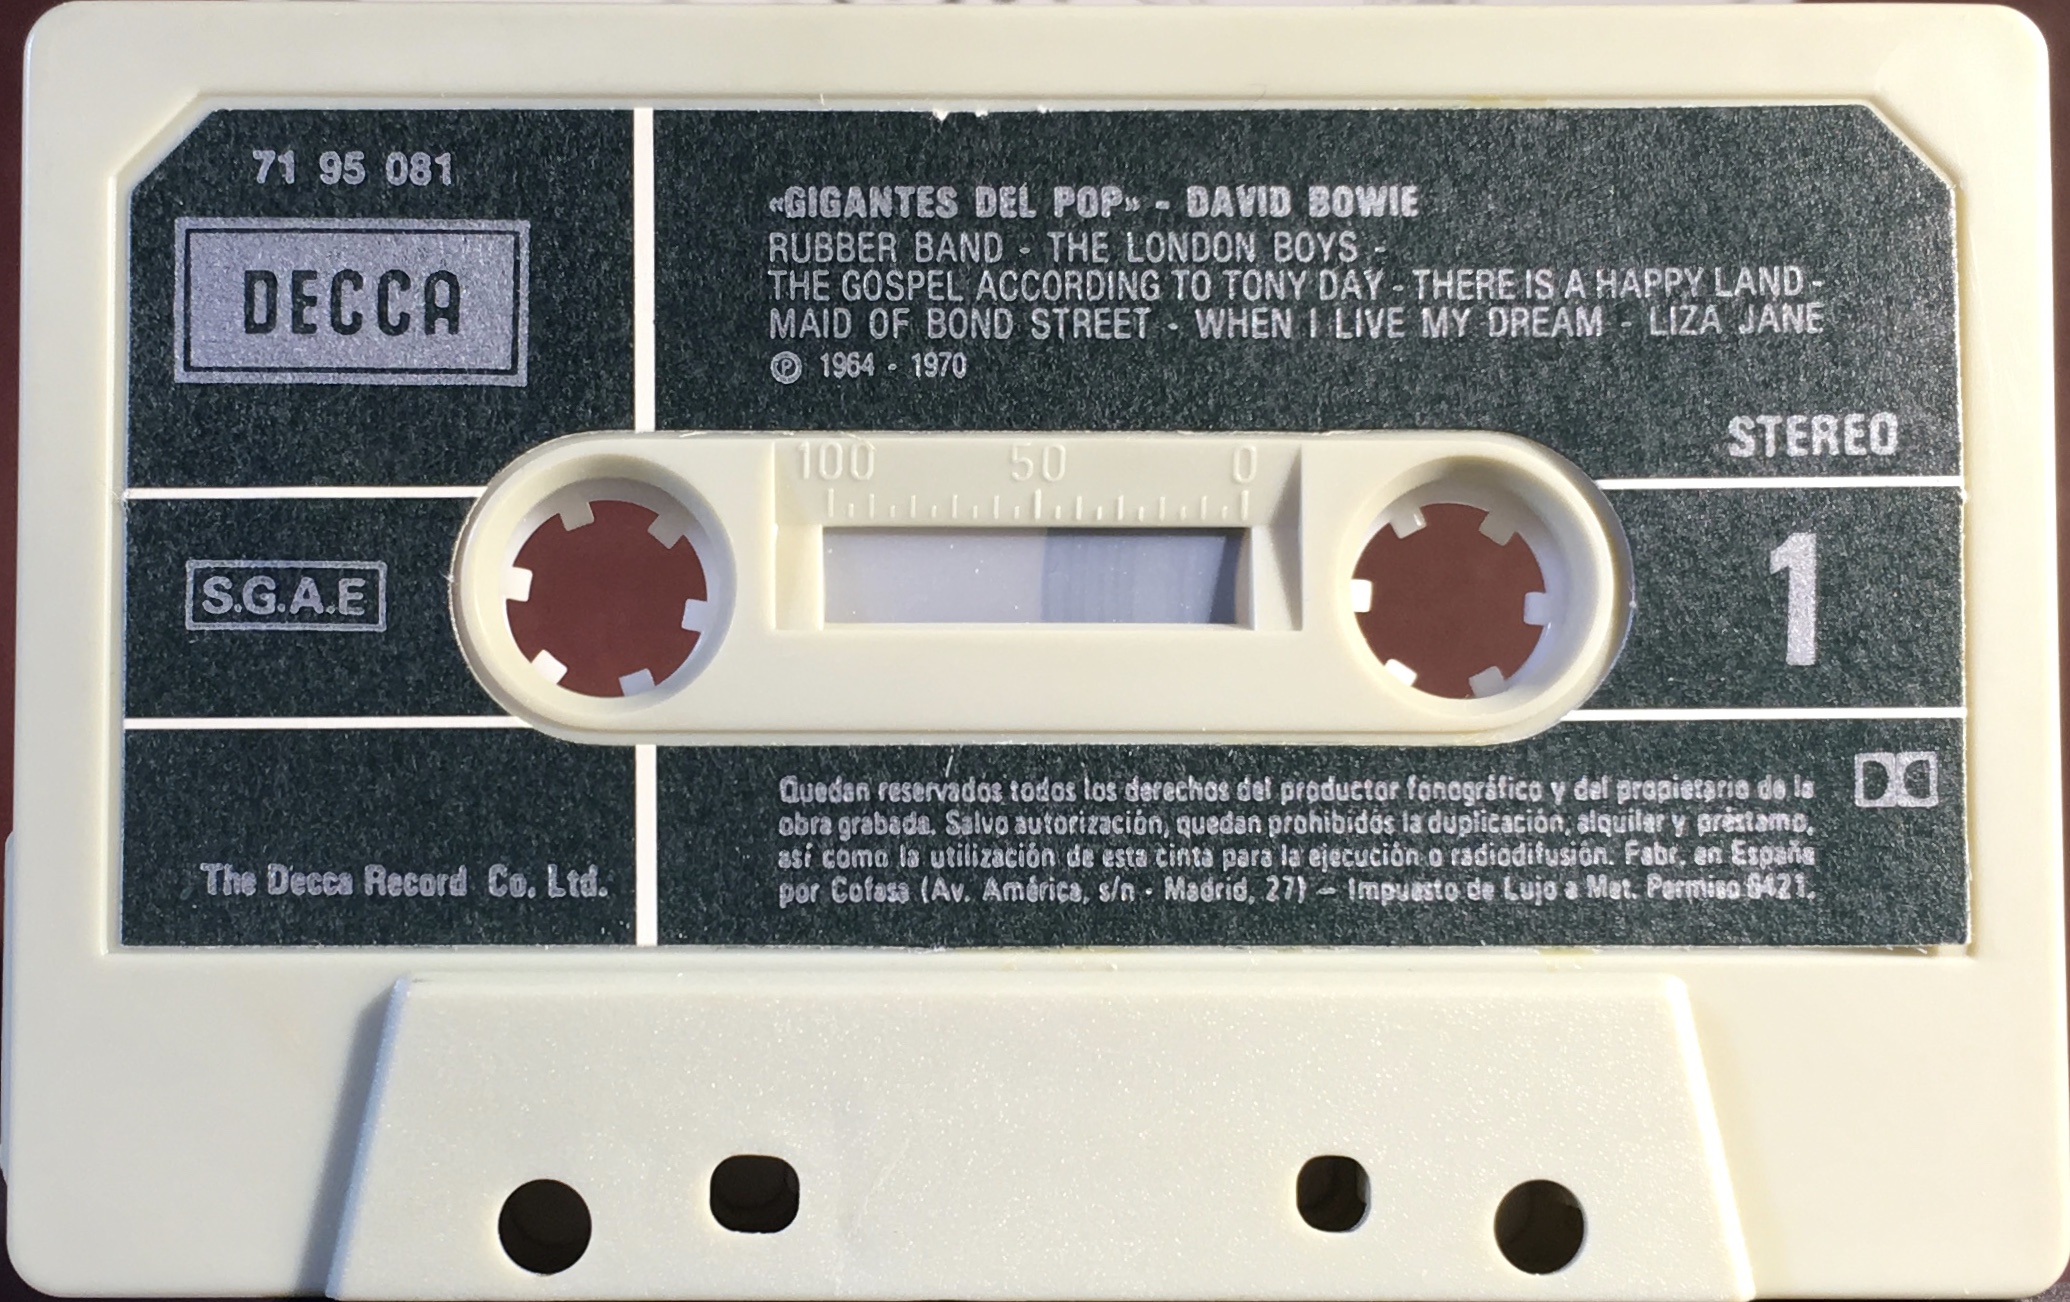 71 95 081
DECCA
«GIGANTES DEL POP» - DAVID BOWIE
RUBBER BAND - THE LONDON BOYS -
THE GOSPEL ACCORDING TO TONY DAY - THERE IS A HAPPY LAND -
MAID OF BOND STREET - WHEN I LIVE MY DREAM - LIZA JANE
Ⓟ 1964 - 1970
STEREO
100 50 0
S.G.A.E
1
Quedan reservados todos los derechos del productor fonográfico y del propietario de la
obra grabada. Salvo autorización, quedan prohibidos la duplicación, alquiler y préstamo,
así como la utilización de esta cinta para la ejecución o radiodifusión. Fabr. en España
por Cofasa (Av. América, s/n - Madrid, 27) — Impuesto de Lujo a Met. Permiso 6421.
The Decca Record Co. Ltd.